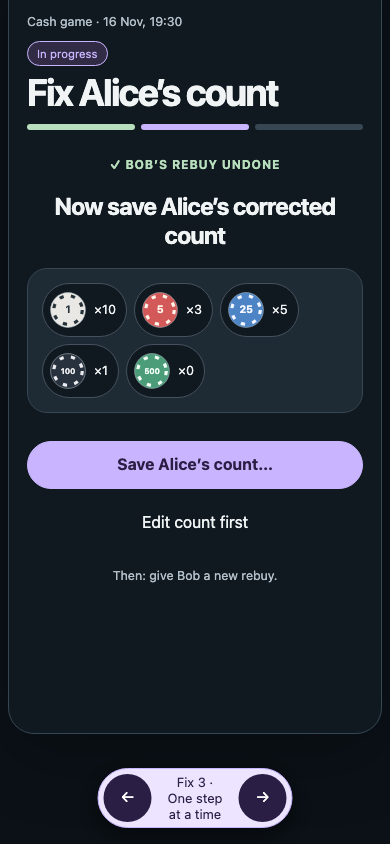 Cash game · 16 Nov, 19:30
In progress
Fix Alice’s count
✓ BOB’S REBUY UNDONE
Now save Alice’s corrected
count
1 ×10 5 ×3 25 ×5
100 ×1 500 ×0
Save Alice’s count…
Edit count first
Then: give Bob a new rebuy.
← Fix 3 · →
One step
at a time